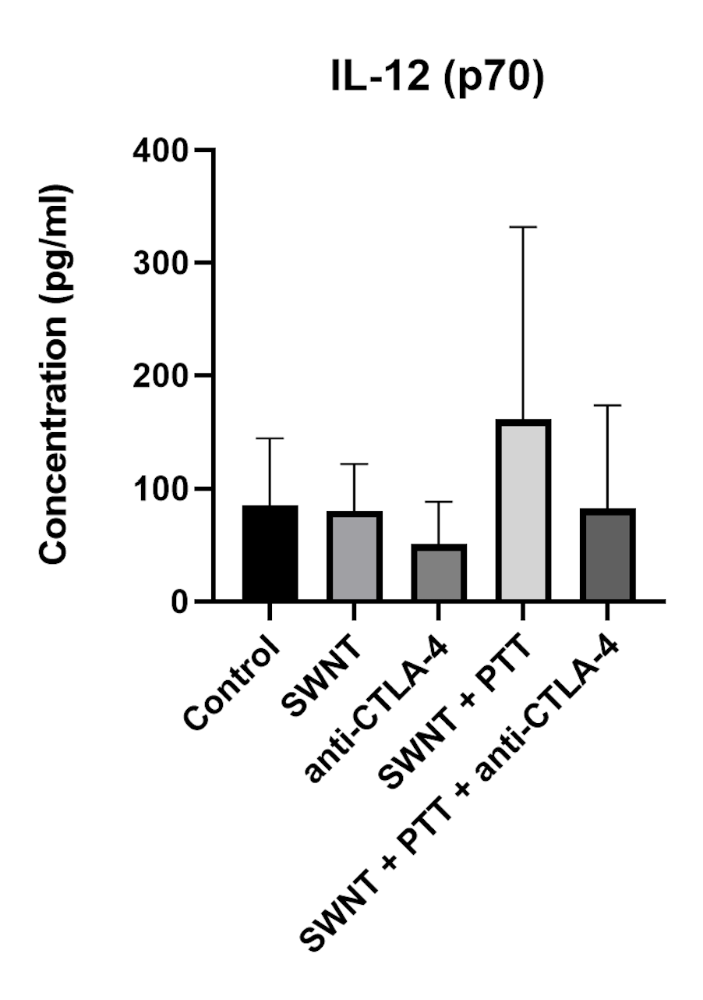 IL-12 (p70)
Concentration (pg/ml)
400
300
200
100
0
Control
SWNT
anti-CTLA-4
SWNT + PTT
SWNT + PTT + anti-CTLA-4